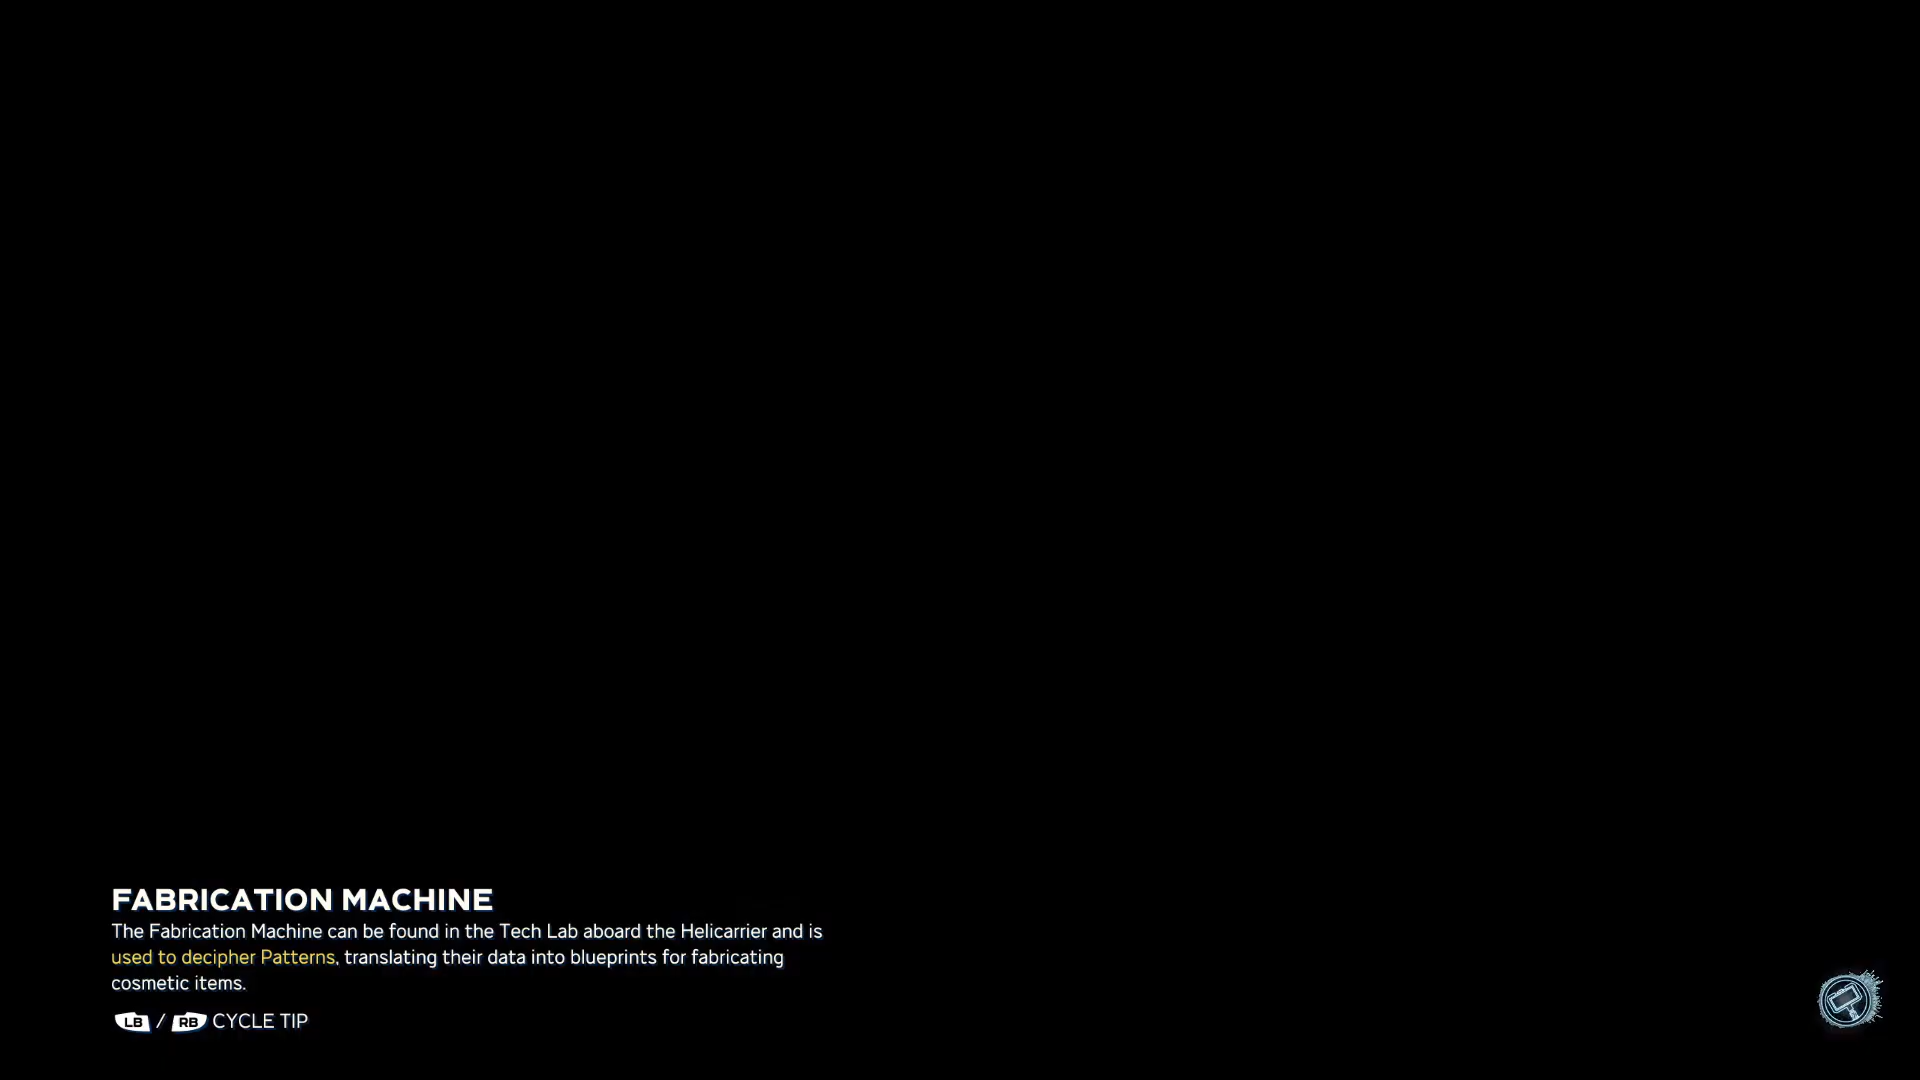 FABRICATION MACHINE
The Fabrication Machine can be found in the Tech Lab aboard the Helicarrier and is
used to decipher Patterns, translating their data into blueprints for fabricating
cosmetic items.
LB / RB CYCLE TIP